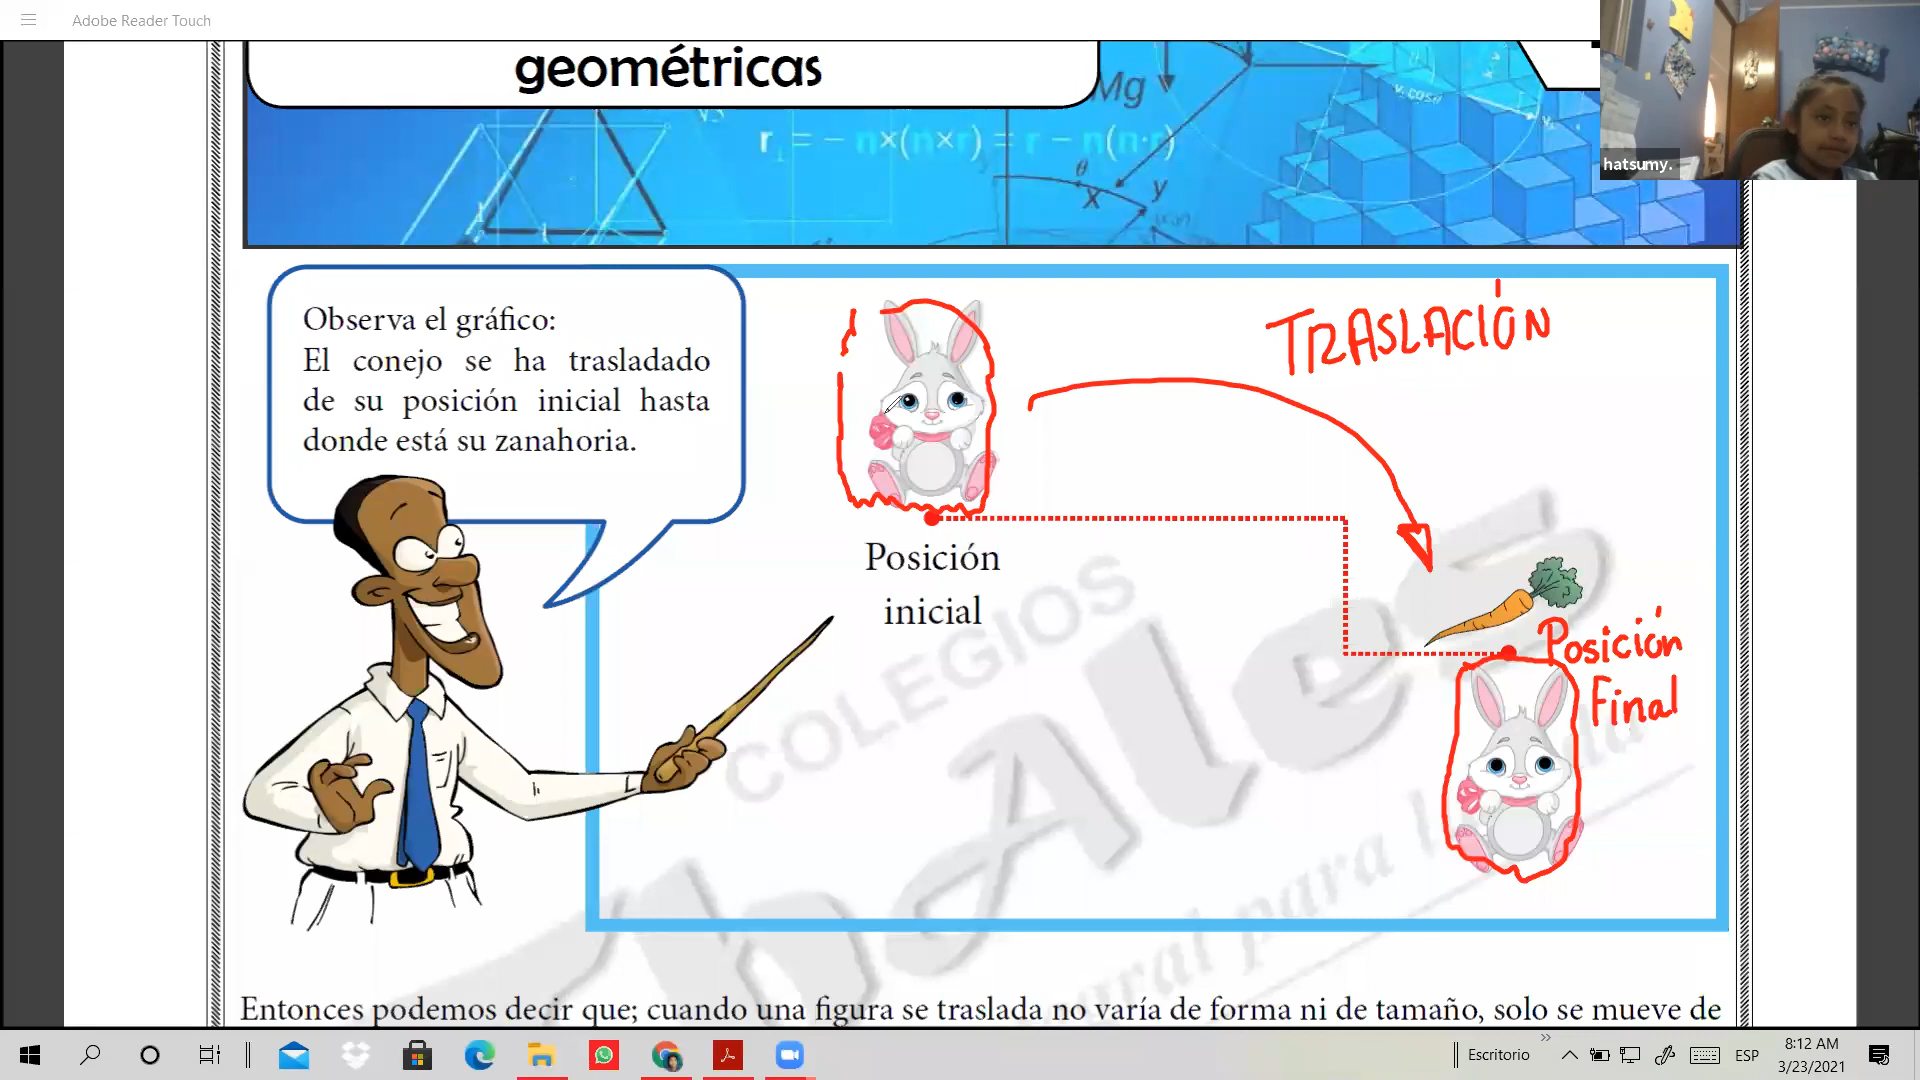 Adobe Reader Touch
geométricas
Mg
r = - n×(n×r) = r - n(n·r)
θ
X
y
hatsumy.
Observa el gráfico:
El conejo se ha trasladado
de su posición inicial hasta
donde está su zanahoria.
TRASLACIÓN
Posición
inicial
Posición
Final
COLEGIOS
Entonces podemos decir que; cuando una figura se traslada no varía de forma ni de tamaño, solo se mueve de
Escritorio
ESP
8:12 AM
3/23/2021